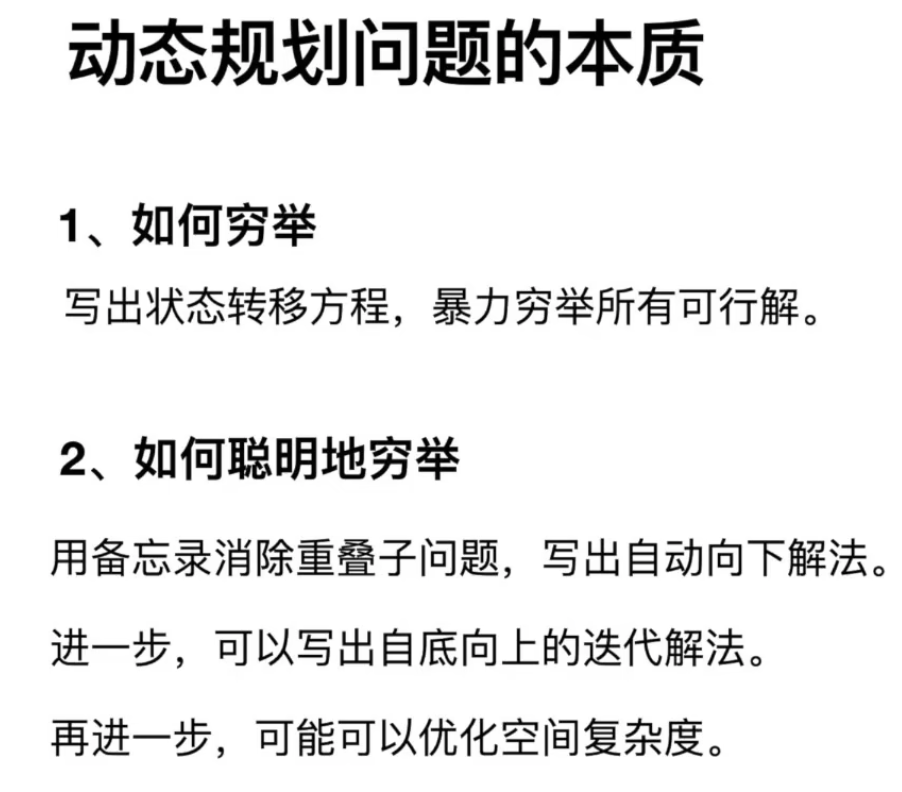 动态规划问题的本质
1、如何穷举
写出状态转移方程，暴力穷举所有可行解。
2、如何聪明地穷举
用备忘录消除重叠子问题，写出自动向下解法。
进一步，可以写出自底向上的迭代解法。
再进一步，可能可以优化空间复杂度。